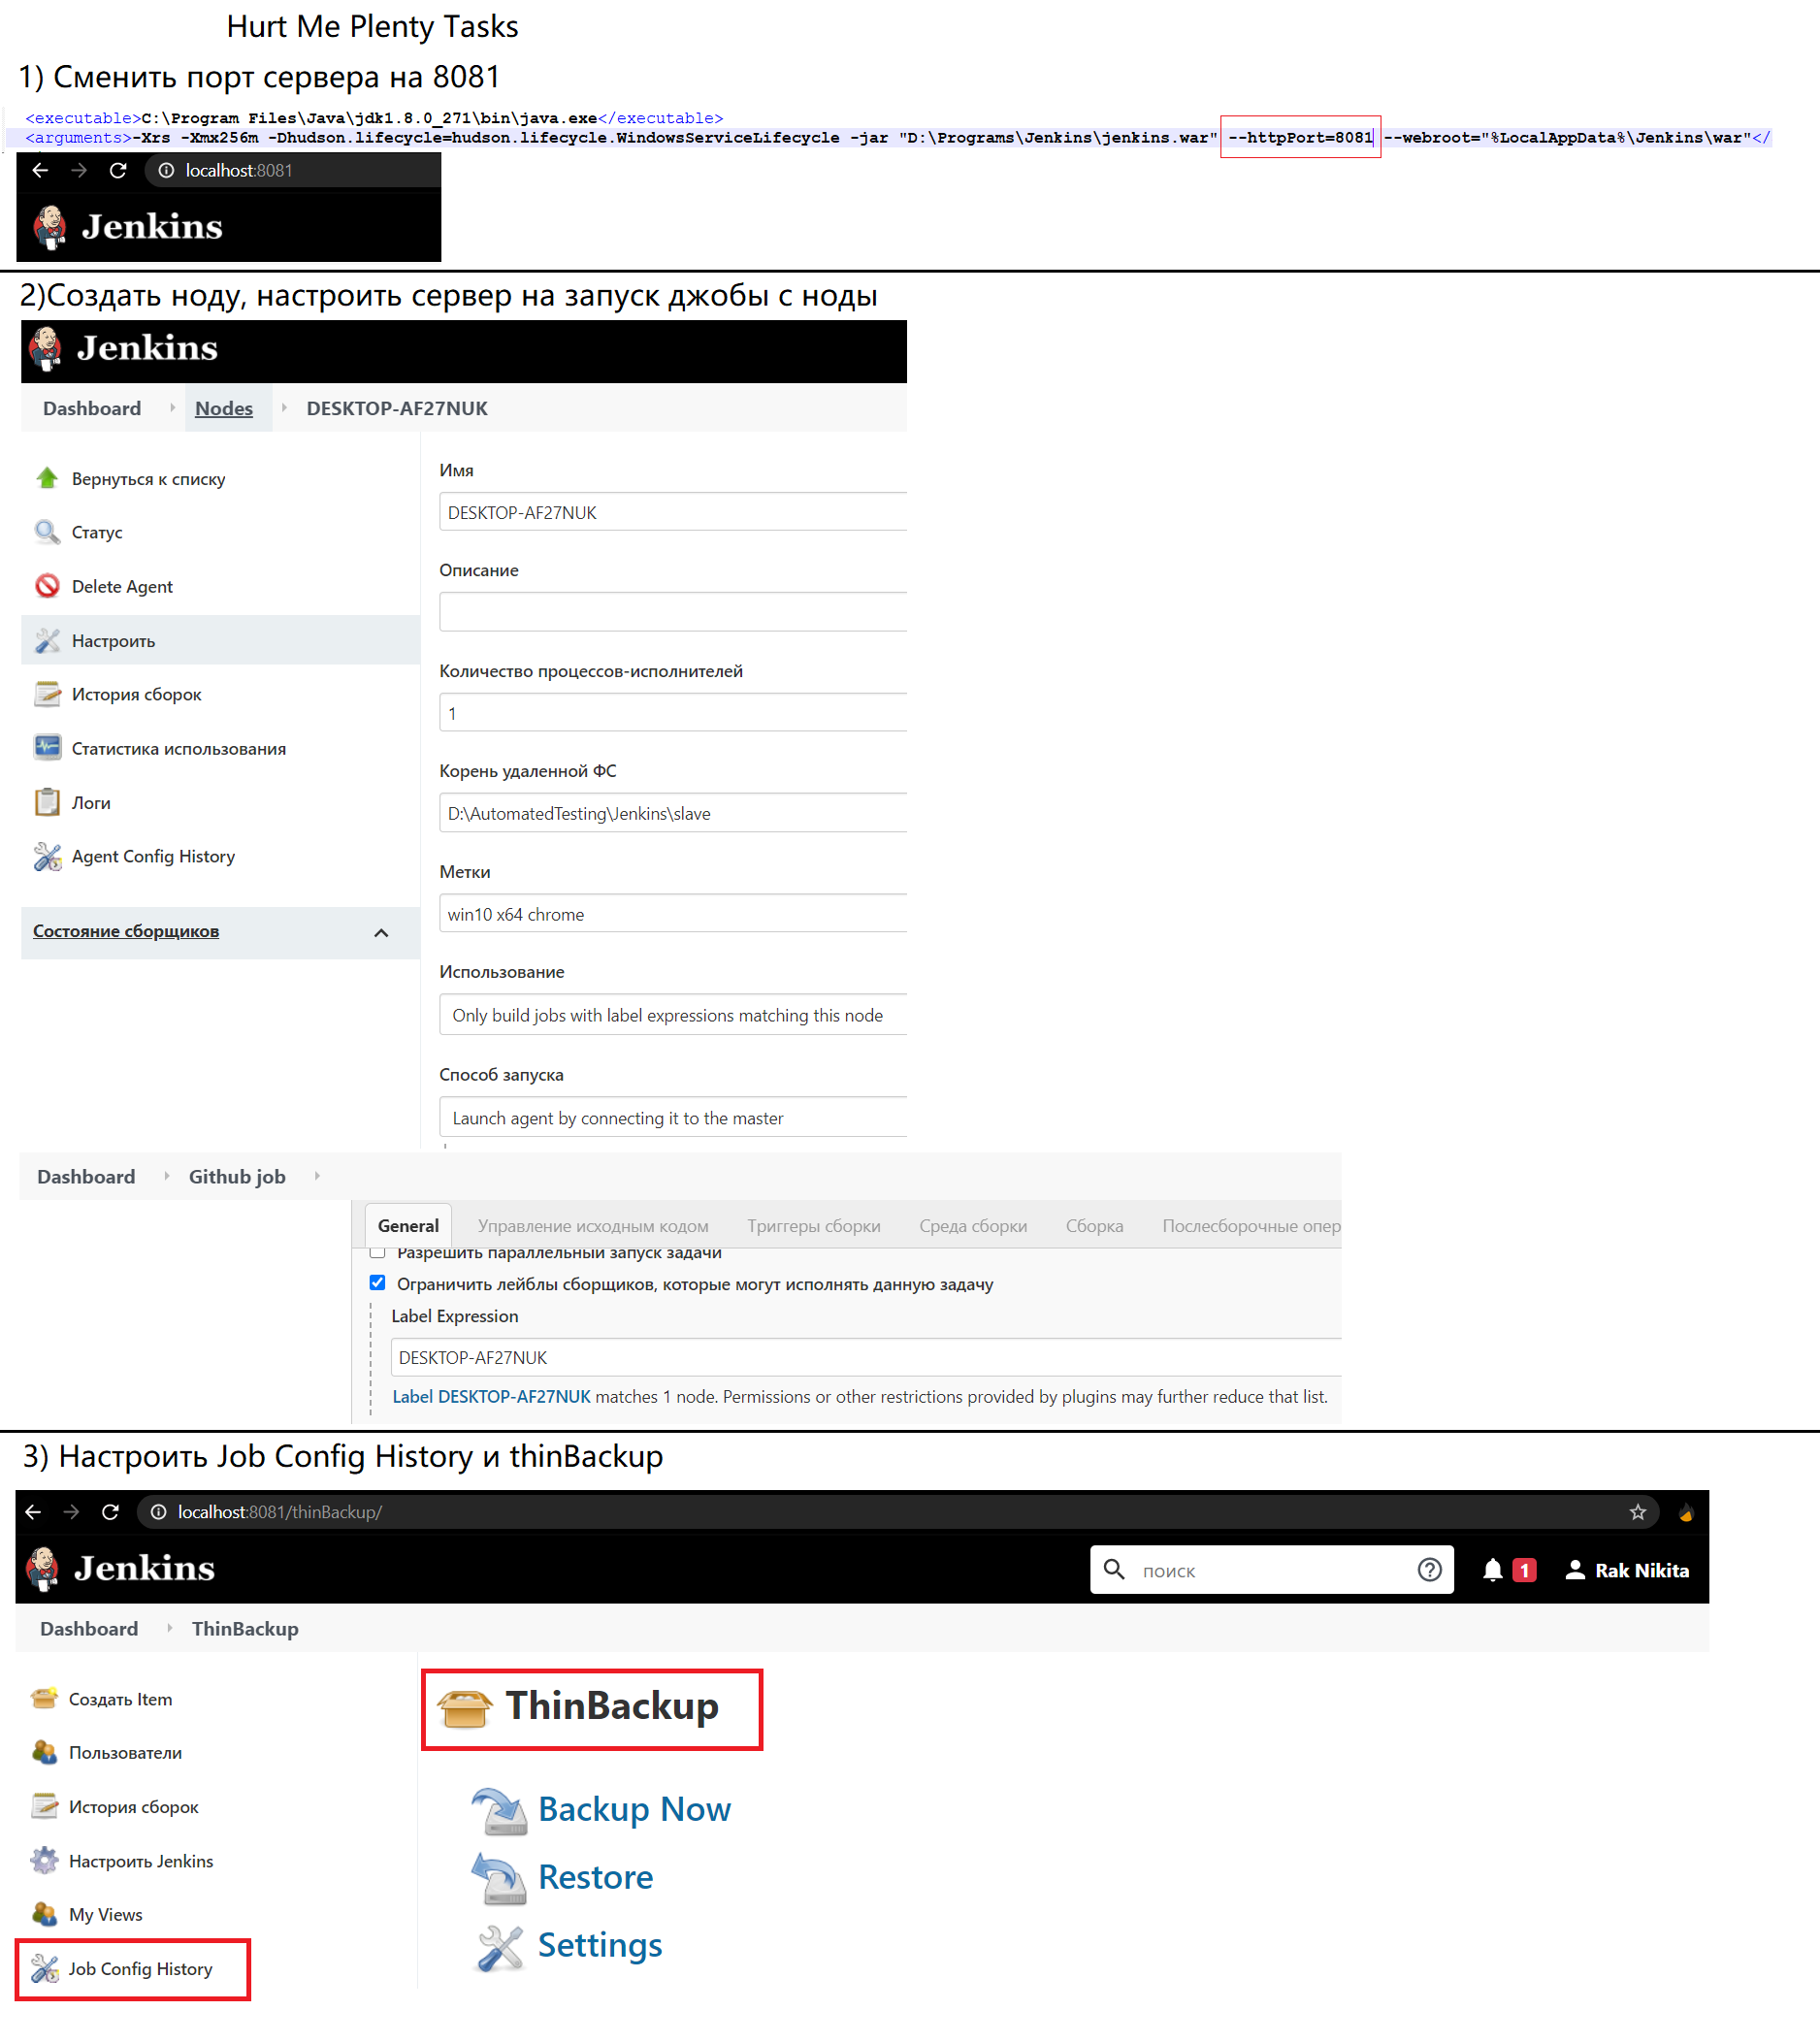 Hurt Me Plenty Tasks
1) Сменить порт сервера на 8081
<executable>C:\Program Files\Java\jdk1.8.0_271\bin\java.exe</executable>
<arguments>-Xrs -Xmx256m -Dhudson.lifecycle=hudson.lifecycle.WindowsServiceLifecycle -jar "D:\Programs\Jenkins\jenkins.war" --httpPort=8081 --webroot="%LocalAppData%\Jenkins\war"</
localhost:8081
Jenkins
2)Создать ноду, настроить сервер на запуск джобы с ноды
Jenkins
Dashboard Nodes DESKTOP-AF27NUK
Вернуться к списку
Статус
Delete Agent
Настроить
История сборок
Статистика использования
Логи
Agent Config History
Состояние сборщиков
Имя
DESKTOP-AF27NUK
Описание
Количество процессов-исполнителей
1
Корень удаленной ФС
D:\AutomatedTesting\Jenkins\slave
Метки
win10 x64 chrome
Использование
Only build jobs with label expressions matching this node
Способ запуска
Launch agent by connecting it to the master
Dashboard Github job
General Управление исходным кодом Триггеры сборки Среда сборки Сборка Послесборочные опер
Разрешить параллельный запуск задачи
Ограничить лейблы сборщиков, которые могут исполнять данную задачу
Label Expression
DESKTOP-AF27NUK
Label DESKTOP-AF27NUK matches 1 node. Permissions or other restrictions provided by plugins may further reduce that list.
3) Настроить Job Config History и thinBackup
localhost:8081/thinBackup/
Jenkins поиск 1 Rak Nikita
Dashboard ThinBackup
Создать Item
Пользователи
История сборок
Настроить Jenkins
My Views
Job Config History
ThinBackup
Backup Now
Restore
Settings